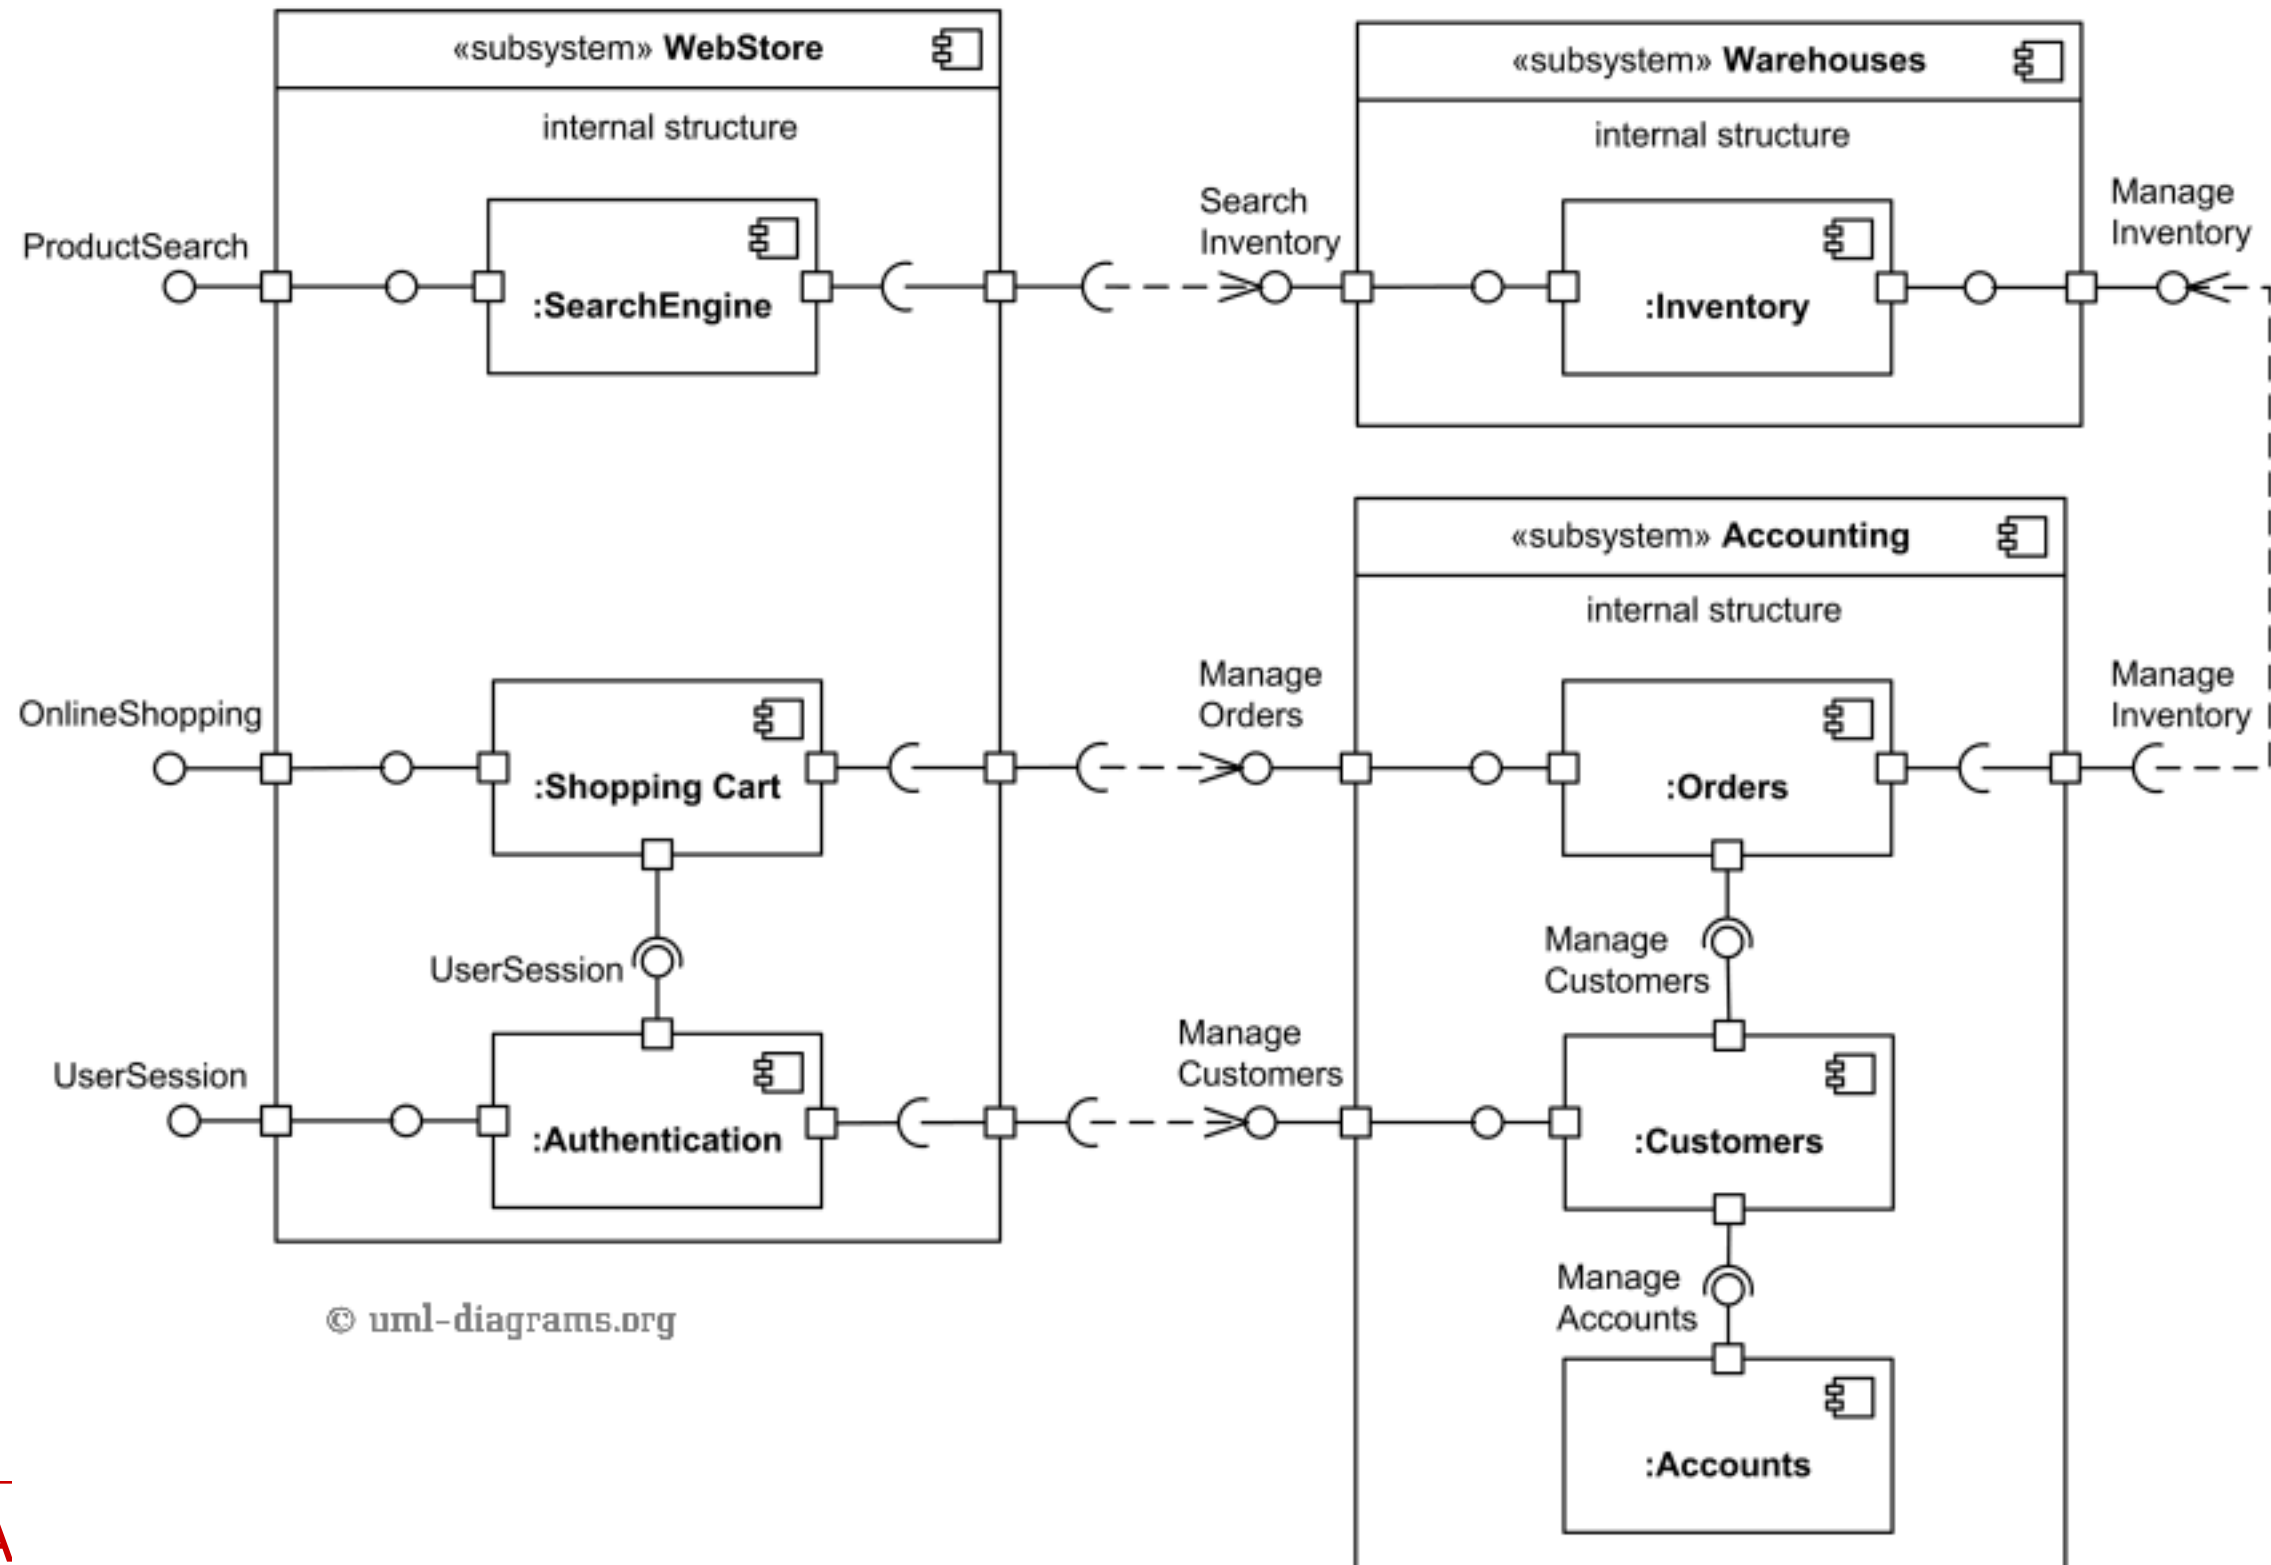 «subsystem» WebStore
internal structure
ProductSearch
:SearchEngine
OnlineShopping
:Shopping Cart
UserSession
UserSession
:Authentication
© uml-diagrams.org
Search
Inventory
«subsystem» Warehouses
internal structure
:Inventory
Manage
Inventory
Manage
Orders
«subsystem» Accounting
internal structure
:Orders
Manage
Inventory
Manage
Customers
Manage
Customers
:Customers
Manage
Accounts
:Accounts
A